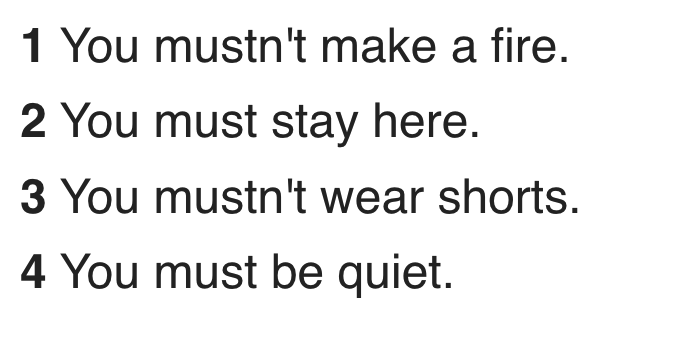 1 You mustn't make a fire.
2 You must stay here.
3 You mustn't wear shorts.
4 You must be quiet.